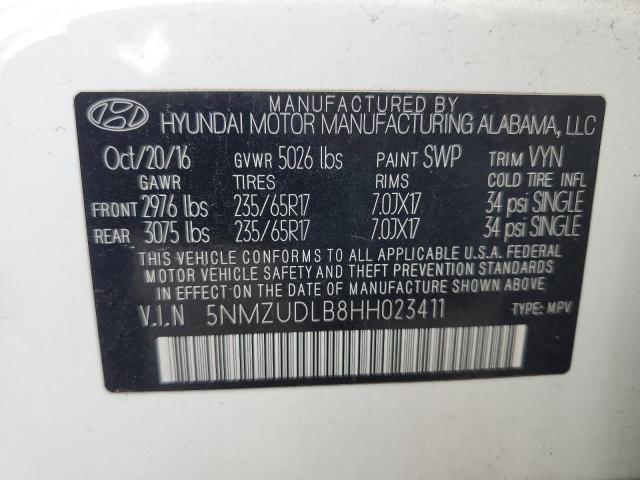 MANUFACTURED BY
HYUNDAI MOTOR MANUFACTURING ALABAMA, LLC
Oct/20/16 GVWR 5026 lbs PAINT SWP TRIM VYN
GAWR TIRES RIMS COLD TIRE INFL
FRONT 2976 lbs 235/65R17 7.0JX17 34 psi SINGLE
REAR 3075 lbs 235/65R17 7.0JX17 34 psi SINGLE
THIS VEHICLE CONFORMS TO ALL APPLICABLE U.S.A. FEDERAL
MOTOR VEHICLE SAFETY AND THEFT PREVENTION STANDARDS IN
EFFECT ON THE DATE OF MANUFACTURE SHOWN ABOVE.
V.I.N 5NMZUDLB8HH023411 TYPE: MPV